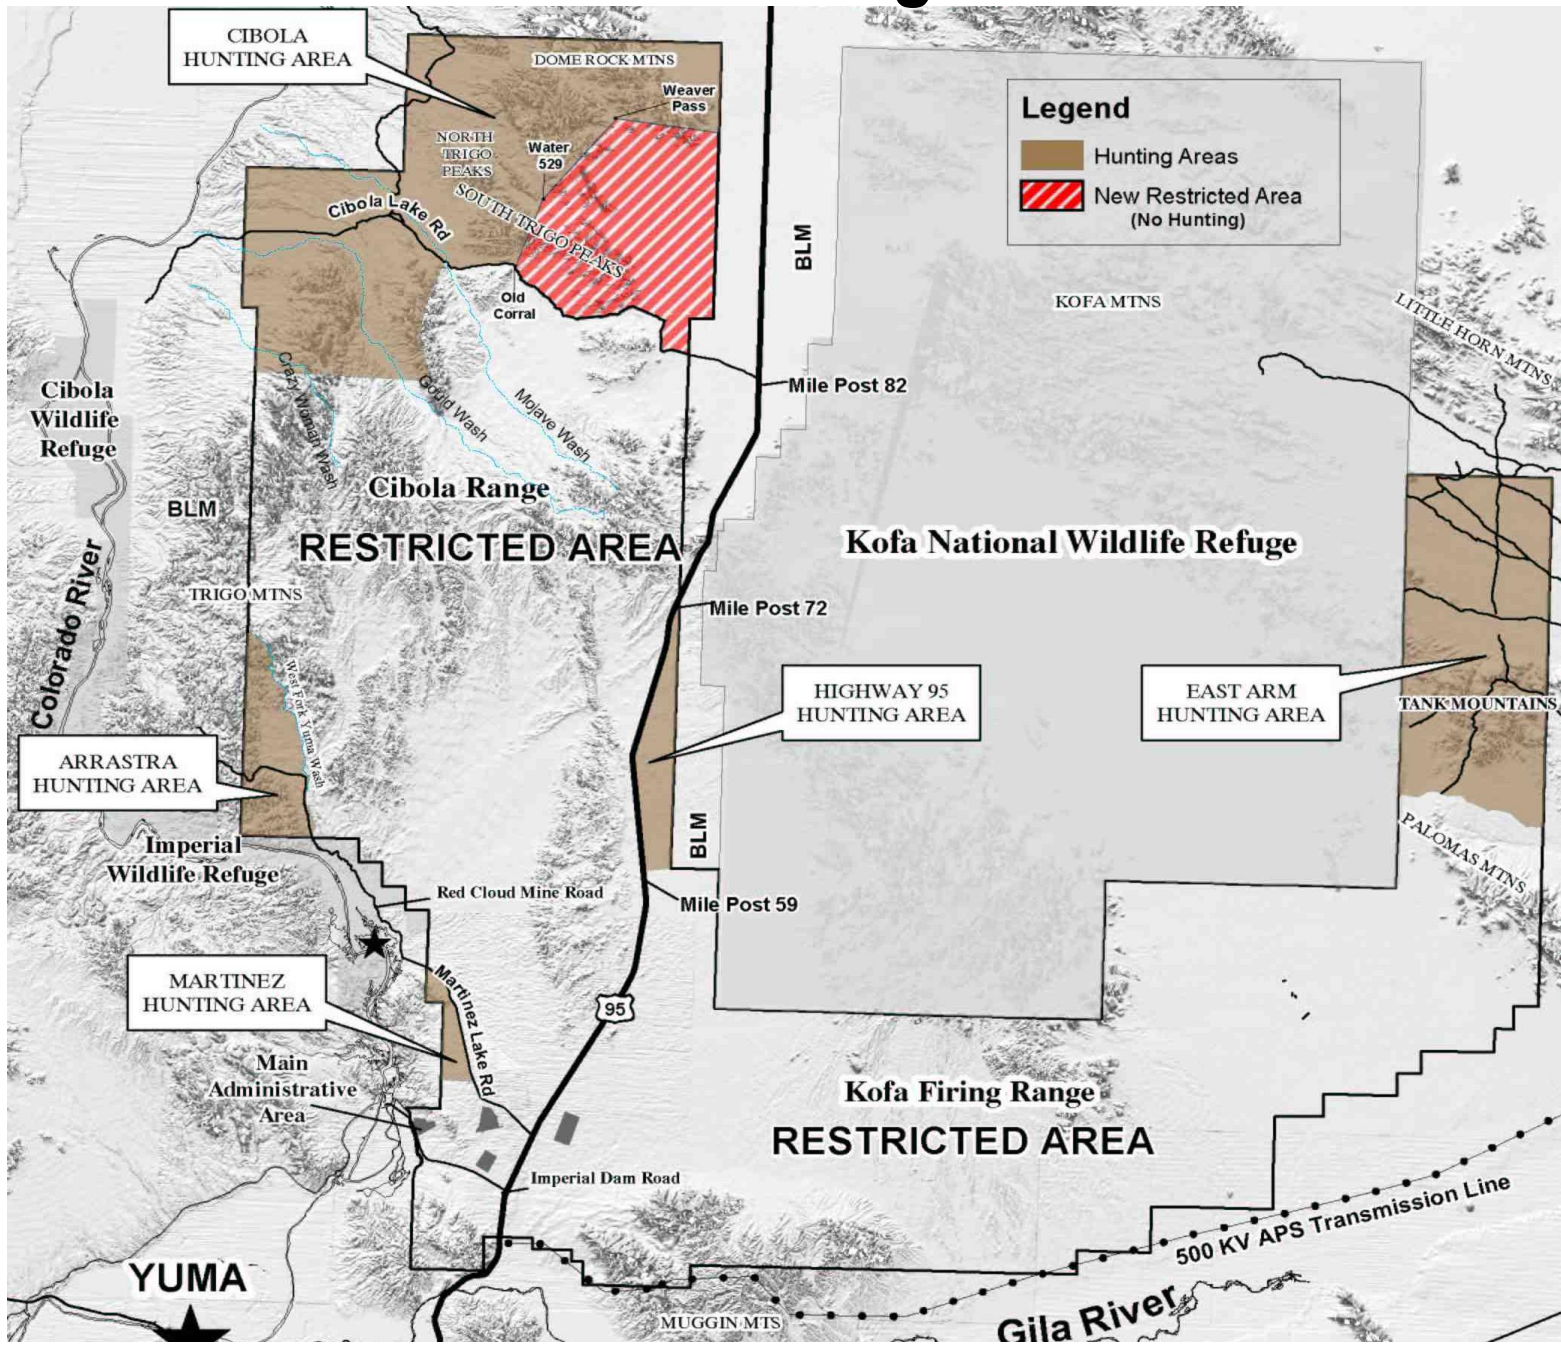 CIBOLA
HUNTING AREA
DOME ROCK MTNS
Weaver
Pass
NORTH
TRIGO
PEAKS
Water
529
SOUTH TRIGO PEAKS
Cibola Lake Rd
Old
Corral
BLM
Legend
Hunting Areas
New Restricted Area
(No Hunting)
KOFA MTNS
LITTLE HORN MTNS
Mile Post 82
Cibola
Wildlife
Refuge
Crazy Woman Wash
Gould Wash
Mojave Wash
Cibola Range
RESTRICTED AREA
BLM
Kofa National Wildlife Refuge
Colorado River
TRIGO MTNS
Mile Post 72
West Fork Yuma Wash
HIGHWAY 95
HUNTING AREA
EAST ARM
HUNTING AREA
TANK MOUNTAINS
ARRASTRA
HUNTING AREA
BLM
Imperial
Wildlife Refuge
PALOMAS MTNS
Red Cloud Mine Road
Mile Post 59
MARTINEZ
HUNTING AREA
Martinez Lake Rd
95
Main
Administrative
Area
Kofa Firing Range
RESTRICTED AREA
Imperial Dam Road
500 KV APS Transmission Line
YUMA
MUGGIN MTS
Gila River